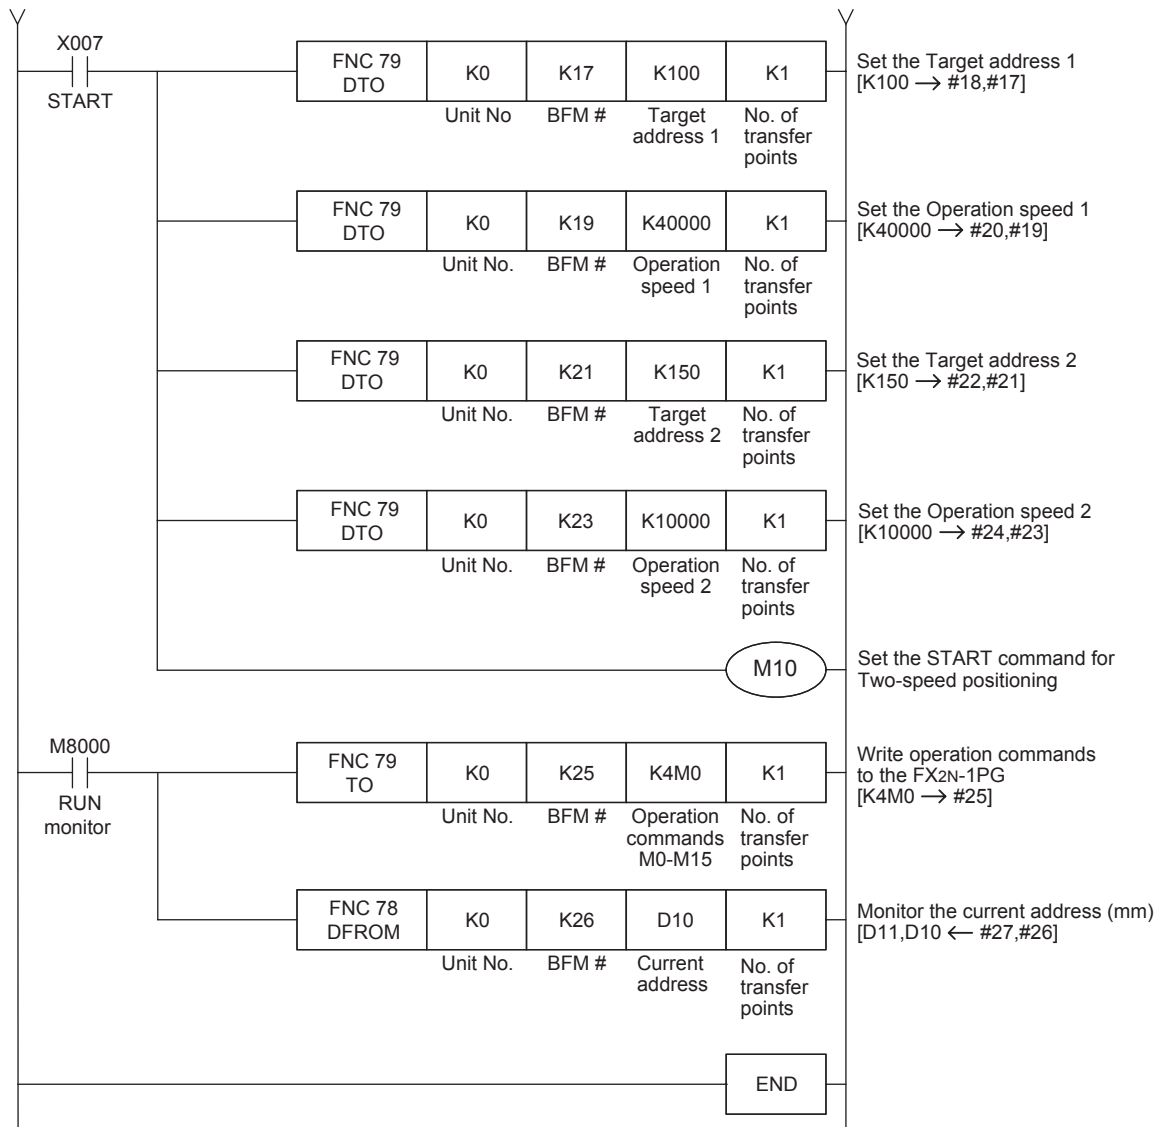 X007
START
FNC 79
DTO
K0
K17
K100
K1
Unit No
BFM #
Target
address 1
No. of
transfer
points
Set the Target address 1
[K100 → #18,#17]
FNC 79
DTO
K0
K19
K40000
K1
Unit No.
BFM #
Operation
speed 1
No. of
transfer
points
Set the Operation speed 1
[K40000 → #20,#19]
FNC 79
DTO
K0
K21
K150
K1
Unit No.
BFM #
Target
address 2
No. of
transfer
points
Set the Target address 2
[K150 → #22,#21]
FNC 79
DTO
K0
K23
K10000
K1
Unit No.
BFM #
Operation
speed 2
No. of
transfer
points
Set the Operation speed 2
[K10000 → #24,#23]
M10
Set the START command for
Two-speed positioning
M8000
RUN
monitor
FNC 79
TO
K0
K25
K4M0
K1
Unit No.
BFM #
Operation
commands
M0-M15
No. of
transfer
points
Write operation commands
to the FX2N-1PG
[K4M0 → #25]
FNC 78
DFROM
K0
K26
D10
K1
Unit No.
BFM #
Current
address
No. of
transfer
points
Monitor the current address (mm)
[D11,D10 ← #27,#26]
END